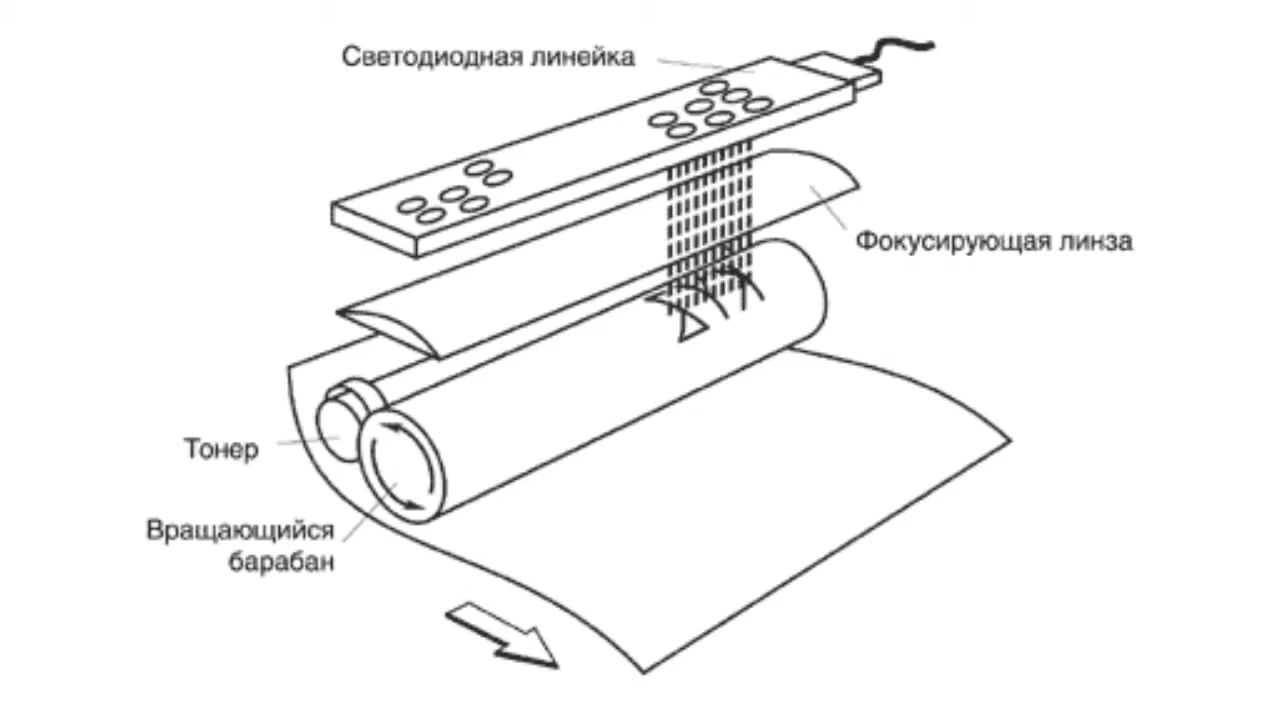 Светодиодная линейка
Фокусирующая линза
Тонер
Вращающийся
барабан